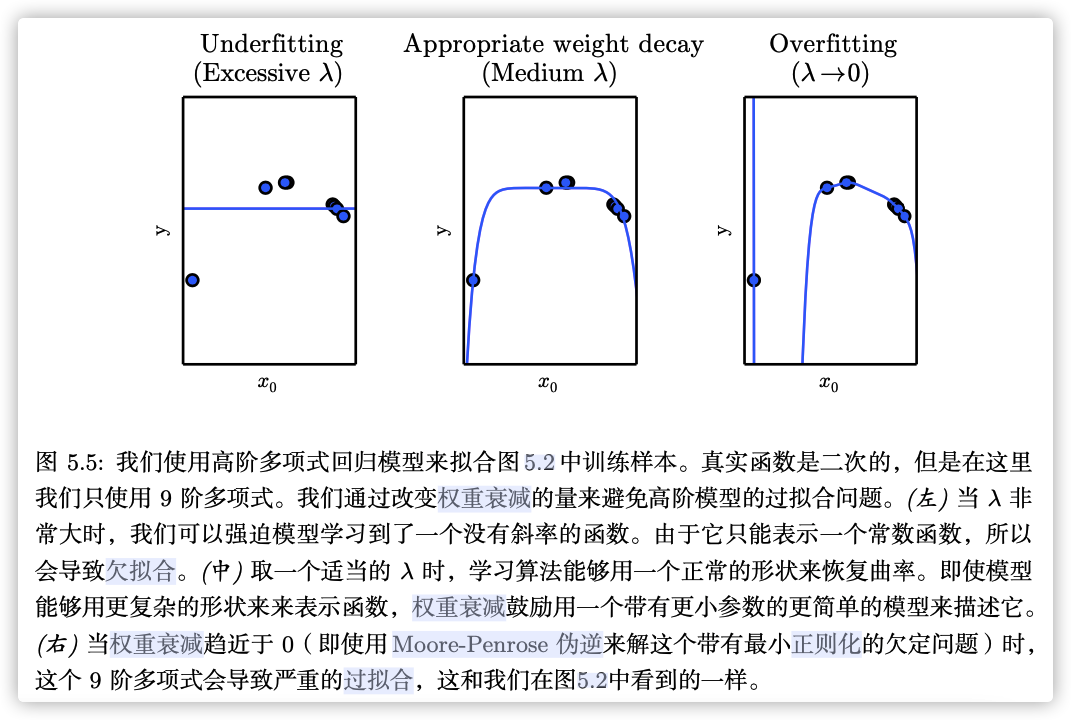 Underfitting
(Excessive λ)
Appropriate weight decay
(Medium λ)
Overfitting
(λ→0)
y
x₀
y
x₀
y
x₀
图 5.5: 我们使用高阶多项式回归模型来拟合图5.2中训练样本。真实函数是二次的，但是在这里
我们只使用 9 阶多项式。我们通过改变权重衰减的量来避免高阶模型的过拟合问题。(左) 当 λ 非
常大时，我们可以强迫模型学习到了一个没有斜率的函数。由于它只能表示一个常数函数，所以
会导致欠拟合。(中) 取一个适当的 λ 时，学习算法能够用一个正常的形状来恢复曲率。即使模型
能够用更复杂的形状来来表示函数，权重衰减鼓励用一个带有更小参数的更简单的模型来描述它。
(右) 当权重衰减趋近于 0（即使用 Moore-Penrose 伪逆来解这个带有最小正则化的欠定问题）时，
这个 9 阶多项式会导致严重的过拟合，这和我们在图5.2中看到的一样。